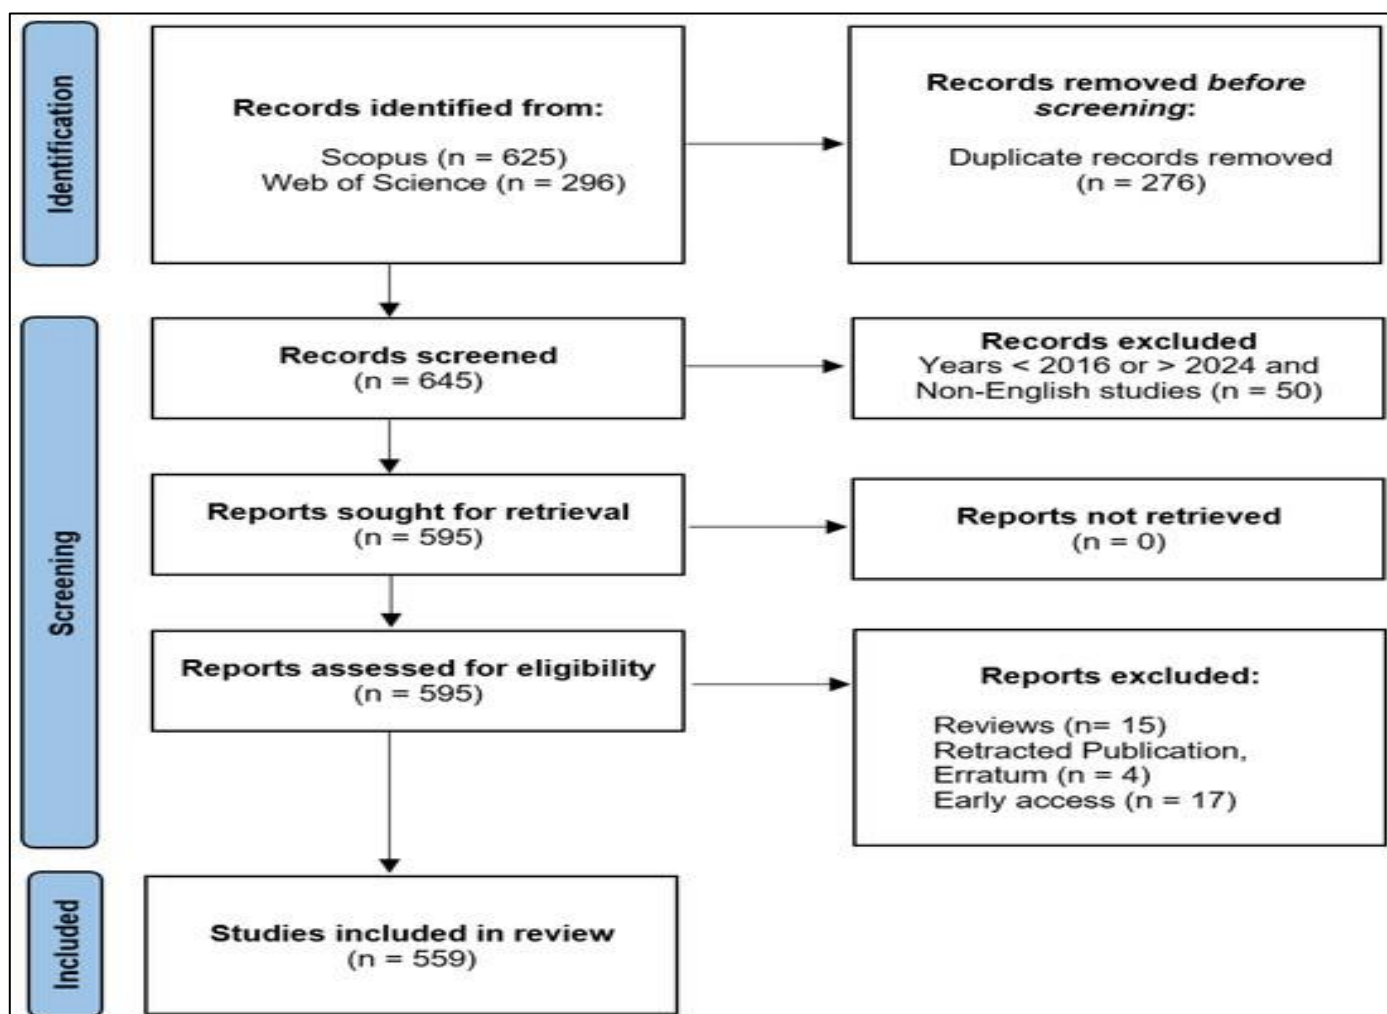 Identification
Records identified from:
Scopus (n = 625)
Web of Science (n = 296)
Records removed before
screening:
Duplicate records removed
(n = 276)
Screening
Records screened
(n = 645)
Records excluded
Years < 2016 or > 2024 and
Non-English studies (n = 50)
Reports sought for retrieval
(n = 595)
Reports not retrieved
(n = 0)
Reports assessed for eligibility
(n = 595)
Reports excluded:
Reviews (n= 15)
Retracted Publication,
Erratum (n = 4)
Early access (n = 17)
Included
Studies included in review
(n = 559)